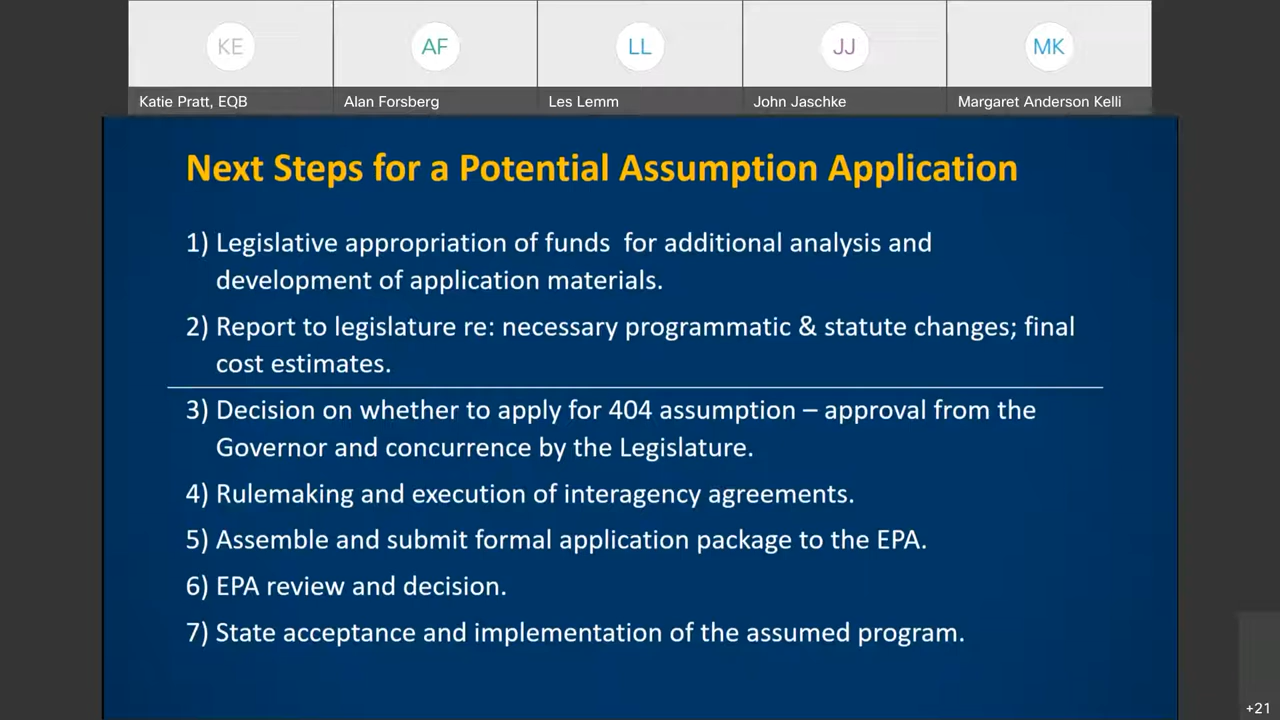 KE
AF
LL
JJ
MK
Katie Pratt, EQB
Alan Forsberg
Les Lemm
John Jaschke
Margaret Anderson Kelli
Next Steps for a Potential Assumption Application
1) Legislative appropriation of funds for additional analysis and
development of application materials.
2) Report to legislature re: necessary programmatic & statute changes; final
cost estimates.
3) Decision on whether to apply for 404 assumption – approval from the
Governor and concurrence by the Legislature.
4) Rulemaking and execution of interagency agreements.
5) Assemble and submit formal application package to the EPA.
6) EPA review and decision.
7) State acceptance and implementation of the assumed program.
+21